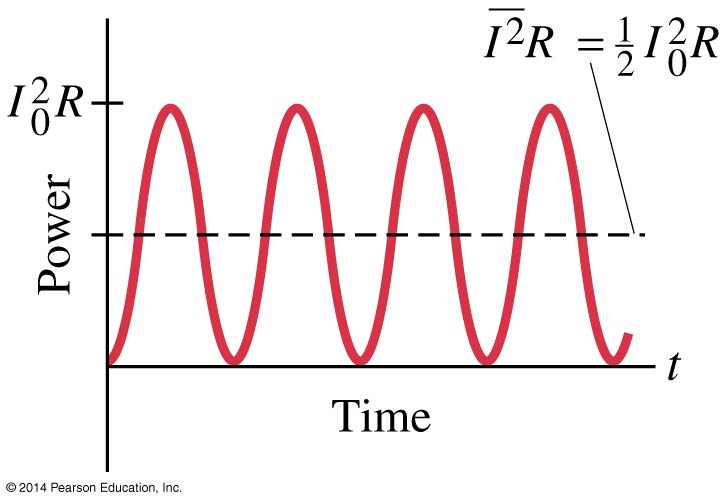 I̅²̅R = ½ I₀²R
I₀²R
Power
t
Time
© 2014 Pearson Education, Inc.